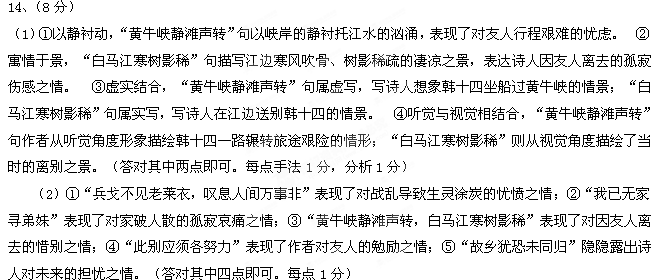 14、（8分）
（1）①以静衬动，“黄牛峡静滩声转”句以峡岸的静衬托江水的汹涌，表现了对友人行程艰难的忧虑。 ②
寓情于景，“白马江寒树影稀”句描写江边寒风吹骨、树影稀疏的凄凉之景，表达诗人因友人离去的孤寂
伤感之情。 ③虚实结合，“黄牛峡静滩声转”句属虚写，写诗人想象韩十四坐船过黄牛峡的情景；“白
马江寒树影稀”句属实写，写诗人在江边送别韩十四的情景。 ④听觉与视觉相结合，“黄牛峡静滩声转”
句作者从听觉角度形象描绘韩十四一路辗转旅途艰险的情形；“白马江寒树影稀”则从视觉角度描绘了当
时的离别之景。（答对其中两点即可。每点手法1分，分析1分）
（2）①“兵戈不见老莱衣，叹息人间万事非”表现了对战乱导致生灵涂炭的忧愤之情；②“我已无家
寻弟妹”表现了对家破人散的孤寂哀痛之情；③“黄牛峡静滩声转，白马江寒树影稀”表现了对因友人离
去的惜别之情；④“此别应须各努力”表现了作者对友人的勉励之情；⑤“故乡犹恐未同归”隐隐露出诗
人对未来的担忧之情。（答对其中四点即可。每点1分）